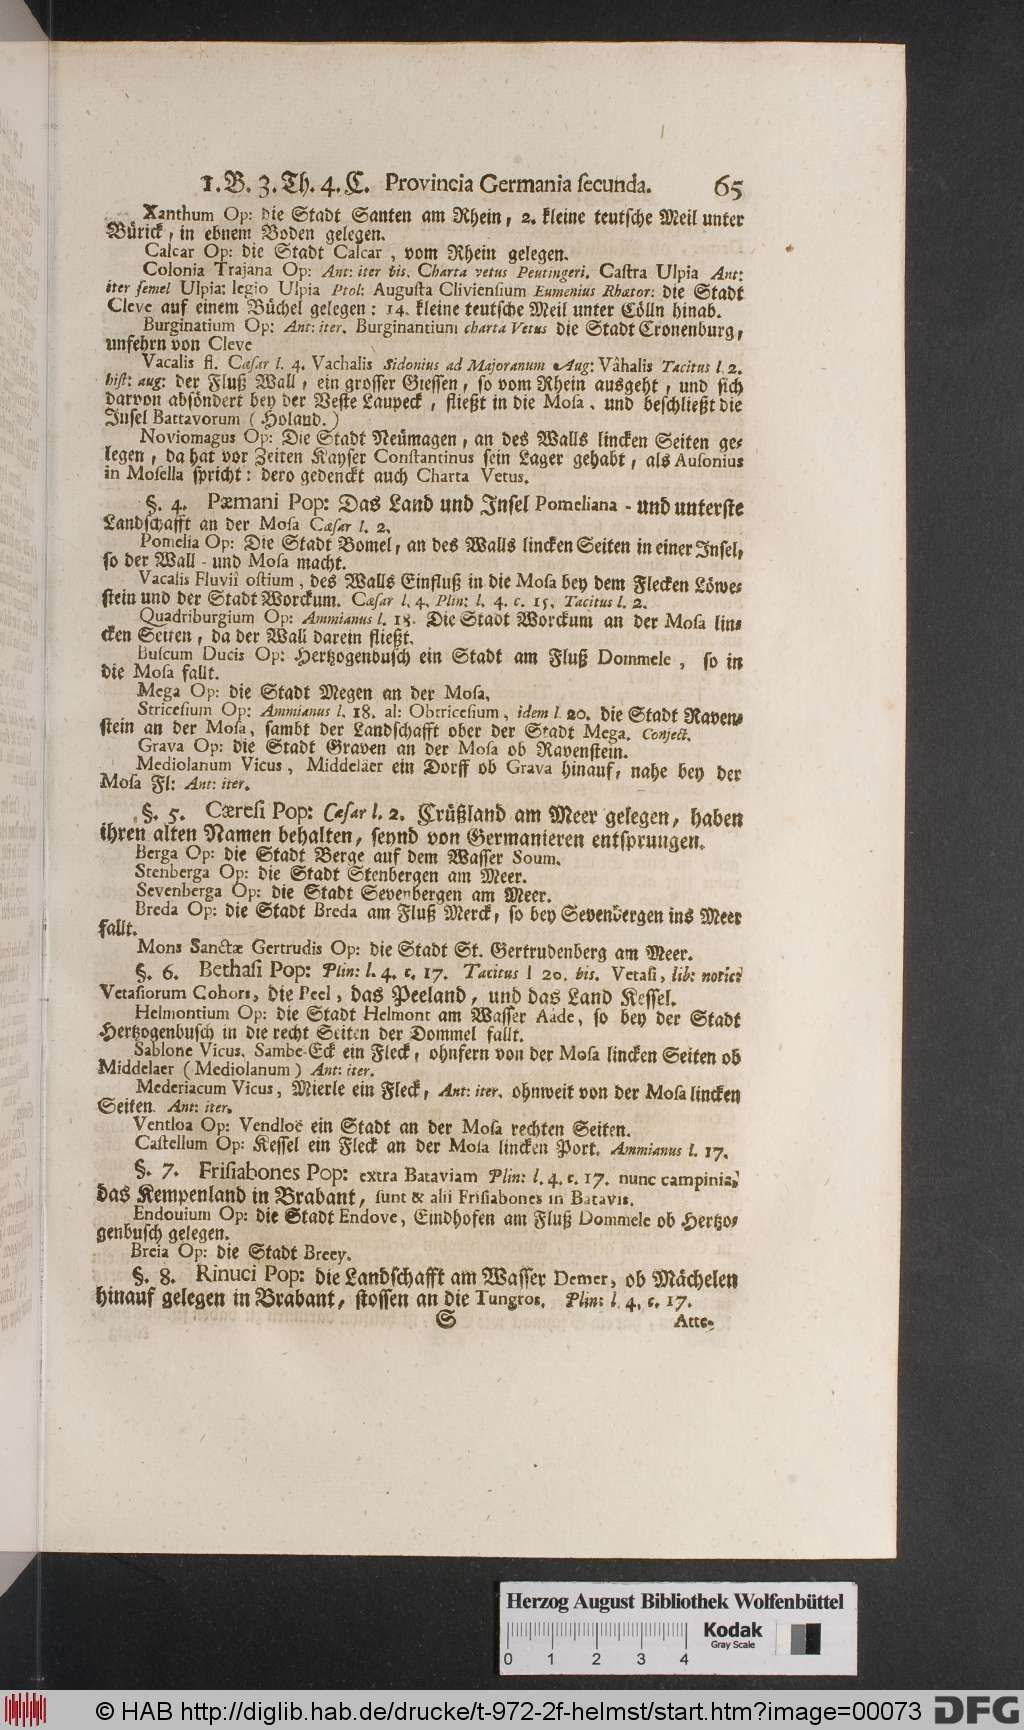 1. B. 3. Th. 4. C. Provincia Germania secunda. 65
Xanthum Op: die Stadt Santen am Rhein, 2. kleine teutsche Meil unter
Bürick, in ebnem Boden gelegen.
Calcar Op: die Stadt Calcar, vom Rhein gelegen.
Colonia Trajana Op: Ant: iter bis. Charta vetus Peutingeri. Castra Ulpia Ant:
iter semel Ulpia: legio Ulpia Ptol: Augusta Cliviensium Eumenius Rhætor: die Stadt
Cleve auf einem Büchel gelegen: 14. kleine teutsche Meil unter Cölln hinab.
Burginatium Op: Ant: iter. Burginantium charta Vetus die Stadt Cronenburg,
unfehrn von Cleve
Vacalis fl. Cæsar l. 4. Vachalis Sidonius ad Majoranum Aug: Vâhalis Tacitus l. 2.
hist: aug: der Fluß Wall, ein grosser Giessen, so vom Rhein ausgeht, und sich
darvon absöndert bey der Veste Laupeck, fließt in die Mosa, und beschließt die
Insel Battavorum (Holand.)
Noviomagus Op: Die Stadt Neümagen, an des Walls lincken Seiten ge-
legen, da hat vor Zeiten Kayser Constantinus sein Lager gehabt, als Ausonius
in Mosella spricht: dero gedenckt auch Charta Vetus.
§. 4. Pæmani Pop: Das Land und Insel Pomeliana - und unterste
Landschafft an der Mosa Cæsar l. 2.
Pomelia Op: Die Stadt Bomel, an des Walls lincken Seiten in einer Insel,
so der Wall - und Mosa macht.
Vacalis Fluvii ostium, des Walls Einfluß in die Mosa bey dem Flecken Löwe-
stein und der Stadt Worckum. Cæsar l. 4. Plin: l. 4. c. 15. Tacitus l. 2.
Quadriburgium Op: Ammianus l. 18. Die Stadt Worckum an der Mosa lin-
cken Seiten, da der Wall darein fließt.
Buscum Ducis Op: Hertzogenbusch ein Stadt am Fluß Dommele, so in
die Mosa fallt.
Mega Op: die Stadt Megen an der Mosa.
Stricesium Op: Ammianus l. 18. al: Obtricesium, idem l. 20. die Stadt Raven-
stein an der Mosa, sambt der Landschafft ober der Stadt Mega. Conject.
Grava Op: die Stadt Graven an der Mosa ob Ravenstein.
Mediolanum Vicus, Middelaer ein Dorff ob Grava hinauf, nahe bey der
Mosa Fl: Ant: iter.
§. 5. Cæresi Pop: Cæsar l. 2. Crüßland am Meer gelegen, haben
ihren alten Namen behalten, seynd von Germanieren entsprungen.
Berga Op: die Stadt Berge auf dem Wasser Soum.
Stenberga Op: die Stadt Stenbergen am Meer.
Sevenberga Op: die Stadt Sevenbergen am Meer.
Breda Op: die Stadt Breda am Fluß Merck, so bey Sevenbergen ins Meer
fallt.
Mons Sanctæ Gertrudis Op: die Stadt St. Gertrudenberg am Meer.
§. 6. Bethasi Pop: Plin: l. 4. c. 17. Tacitus l 20. bis. Vetasi, lib: notice
Vetasiorum Cohors, die Peel, das Peeland, und das Land Kessel.
Helmontium Op: die Stadt Helmont am Wasser Aade, so bey der Stadt
Hertzogenbusch in die recht Seiten der Dommel fallt.
Sablone Vicus. Sambe-Eck ein Fleck, ohnfern von der Mosa lincken Seiten ob
Middelaer (Mediolanum) Ant: iter.
Mederiacum Vicus, Mierle ein Fleck, Ant: iter. ohnweit von der Mosa lincken
Seiten. Ant: iter.
Ventloa Op: Vendloë ein Stadt an der Mosa rechten Seiten.
Castellum Op: Kessel ein Fleck an der Mosa lincken Port. Ammianus l. 17.
§. 7. Frisiabones Pop: extra Bataviam Plin: l. 4. c. 17. nunc campinia,
das Kempenland in Brabant, sunt & alii Frisiabones in Batavis.
Endouium Op: die Stadt Endove, Eindhofen am Fluß Dommele ob Hertzo-
genbusch gelegen.
Breia Op: die Stadt Breey.
§. 8. Rinuci Pop: die Landschafft am Wasser Demer, ob Mächelen
hinauf gelegen in Brabant, stossen an die Tungros. Plin: l. 4. c. 17.
S Atte-
Herzog August Bibliothek Wolfenbüttel
0 1 2 3 4
Kodak
Gray Scale
© HAB http://diglib.hab.de/drucke/t-972-2f-helmst/start.htm?image=00073 DFG